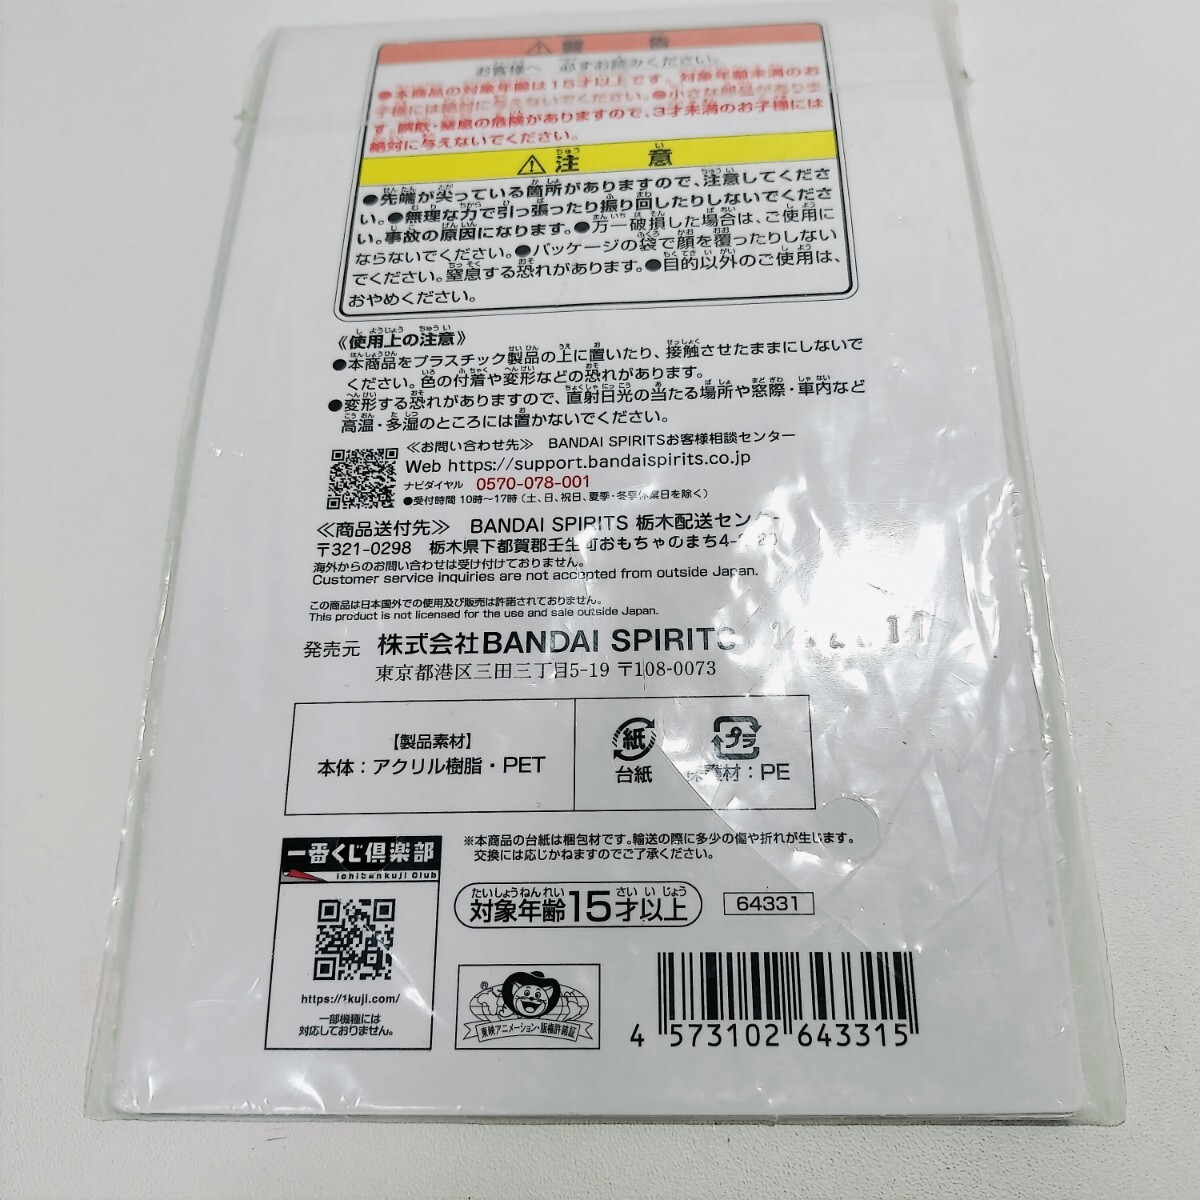 ⚠警告
お客様へ 必ずお読みください。
●本商品の対象年齢は15才以上です。対象年齢未満のお
子様には絶対に与えないでください。●小さな部品がありま
す。誤飲・窒息の危険がありますので、3才未満のお子様には
絶対に与えないでください。
⚠注意
●先端が尖っている箇所がありますので、注意してくださ
い。●無理な力で引っ張ったり振り回したりしないでくださ
い。事故の原因になります。●万一破損した場合は、ご使用に
ならないでください。●パッケージの袋で顔を覆ったりしない
でください。窒息する恐れがあります。●目的以外のご使用は、
おやめください。
《使用上の注意》
●本商品をプラスチック製品の上に置いたり、接触させたままにしないで
ください。色の付着や変形などの恐れがあります。
●変形する恐れがありますので、直射日光の当たる場所や窓際・車内など
高温・多湿のところには置かないでください。
≪お問い合わせ先≫ BANDAI SPIRITSお客様相談センター
Web https://support.bandaispirits.co.jp
ナビダイヤル 0570-078-001
●受付時間 10時～17時 (土、日、祝日、夏季・冬季休業日を除く)
≪商品送付先≫ BANDAI SPIRITS 栃木配送センター
〒321-0298 栃木県下都賀郡壬生町おもちゃのまち
海外からのお問い合わせは受け付けておりません。
Customer service inquiries are not accepted from outside Japan.
この商品は日本国外での使用及び販売は許諾されておりません。
This product is not licensed for the use and sale outside Japan.
発売元 株式会社BANDAI SPIRITS
東京都港区三田三丁目5-19 〒108-0073
【製品素材】
本体：アクリル樹脂・PET
紙
台紙
プラ
：PE
一番くじ倶楽部
ichibankuji Club
https://1kuji.com/
一部機種には
対応しておりません。
※本商品の台紙は梱包材です。輸送の際に多少の傷や折れが生じます。
交換には応じかねますのでご了承ください。
対象年齢15才以上
64331
東映アニメーション・版権許諾証
4 573102 643315